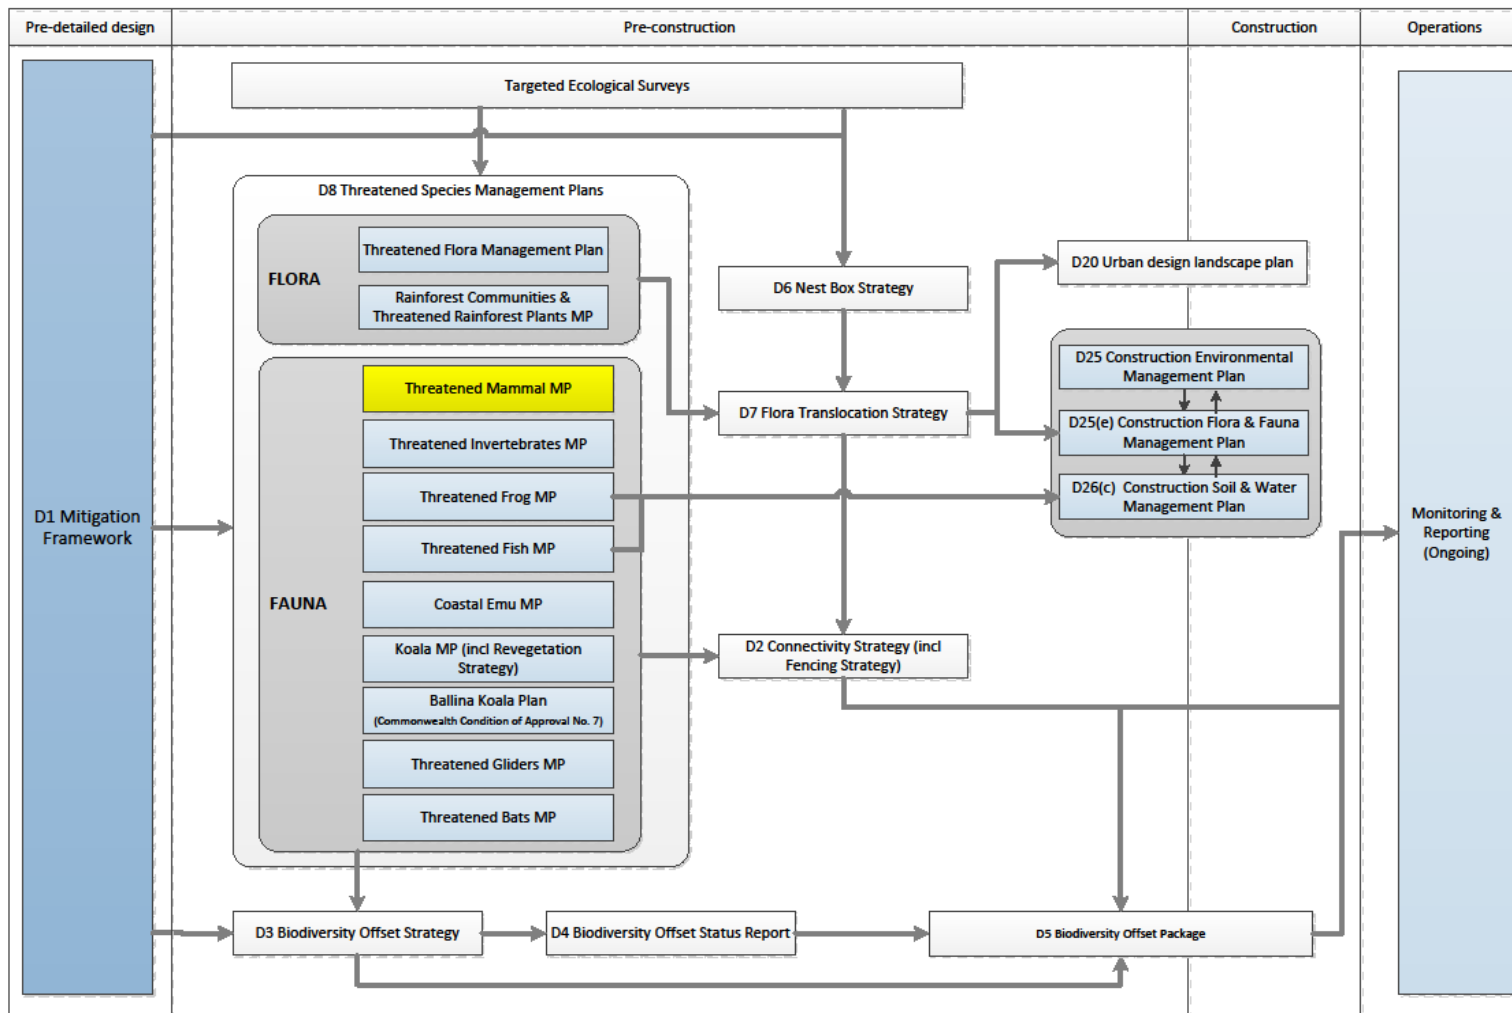 Pre-detailed design
Pre-construction
Construction
Operations
Targeted Ecological Surveys
D8 Threatened Species Management Plans
FLORA
Threatened Flora Management Plan
Rainforest Communities &
Threatened Rainforest Plants MP
FAUNA
Threatened Mammal MP
Threatened Invertebrates MP
Threatened Frog MP
Threatened Fish MP
Coastal Emu MP
Koala MP (incl Revegetation
Strategy)
Ballina Koala Plan
(Commonwealth Condition of Approval No. 7)
Threatened Gliders MP
Threatened Bats MP
D1 Mitigation
Framework
D6 Nest Box Strategy
D7 Flora Translocation Strategy
D2 Connectivity Strategy (incl
Fencing Strategy)
D20 Urban design landscape plan
D25 Construction Environmental
Management Plan
D25(e) Construction Flora & Fauna
Management Plan
D26(c) Construction Soil & Water
Management Plan
Monitoring &
Reporting
(Ongoing)
D3 Biodiversity Offset Strategy
D4 Biodiversity Offset Status Report
D5 Biodiversity Offset Package